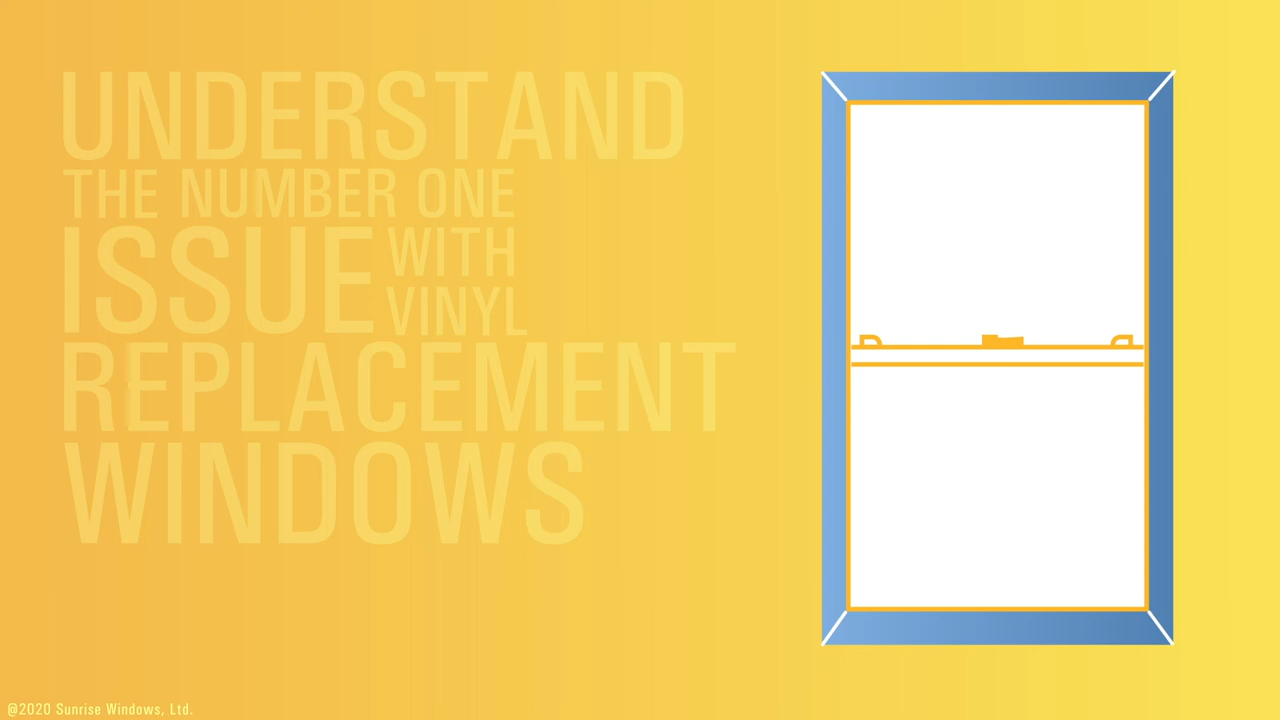 UNDERSTAND
THE NUMBER ONE
ISSUE WITH
VINYL
REPLACEMENT
WINDOWS
@2020 Sunrise Windows, Ltd.